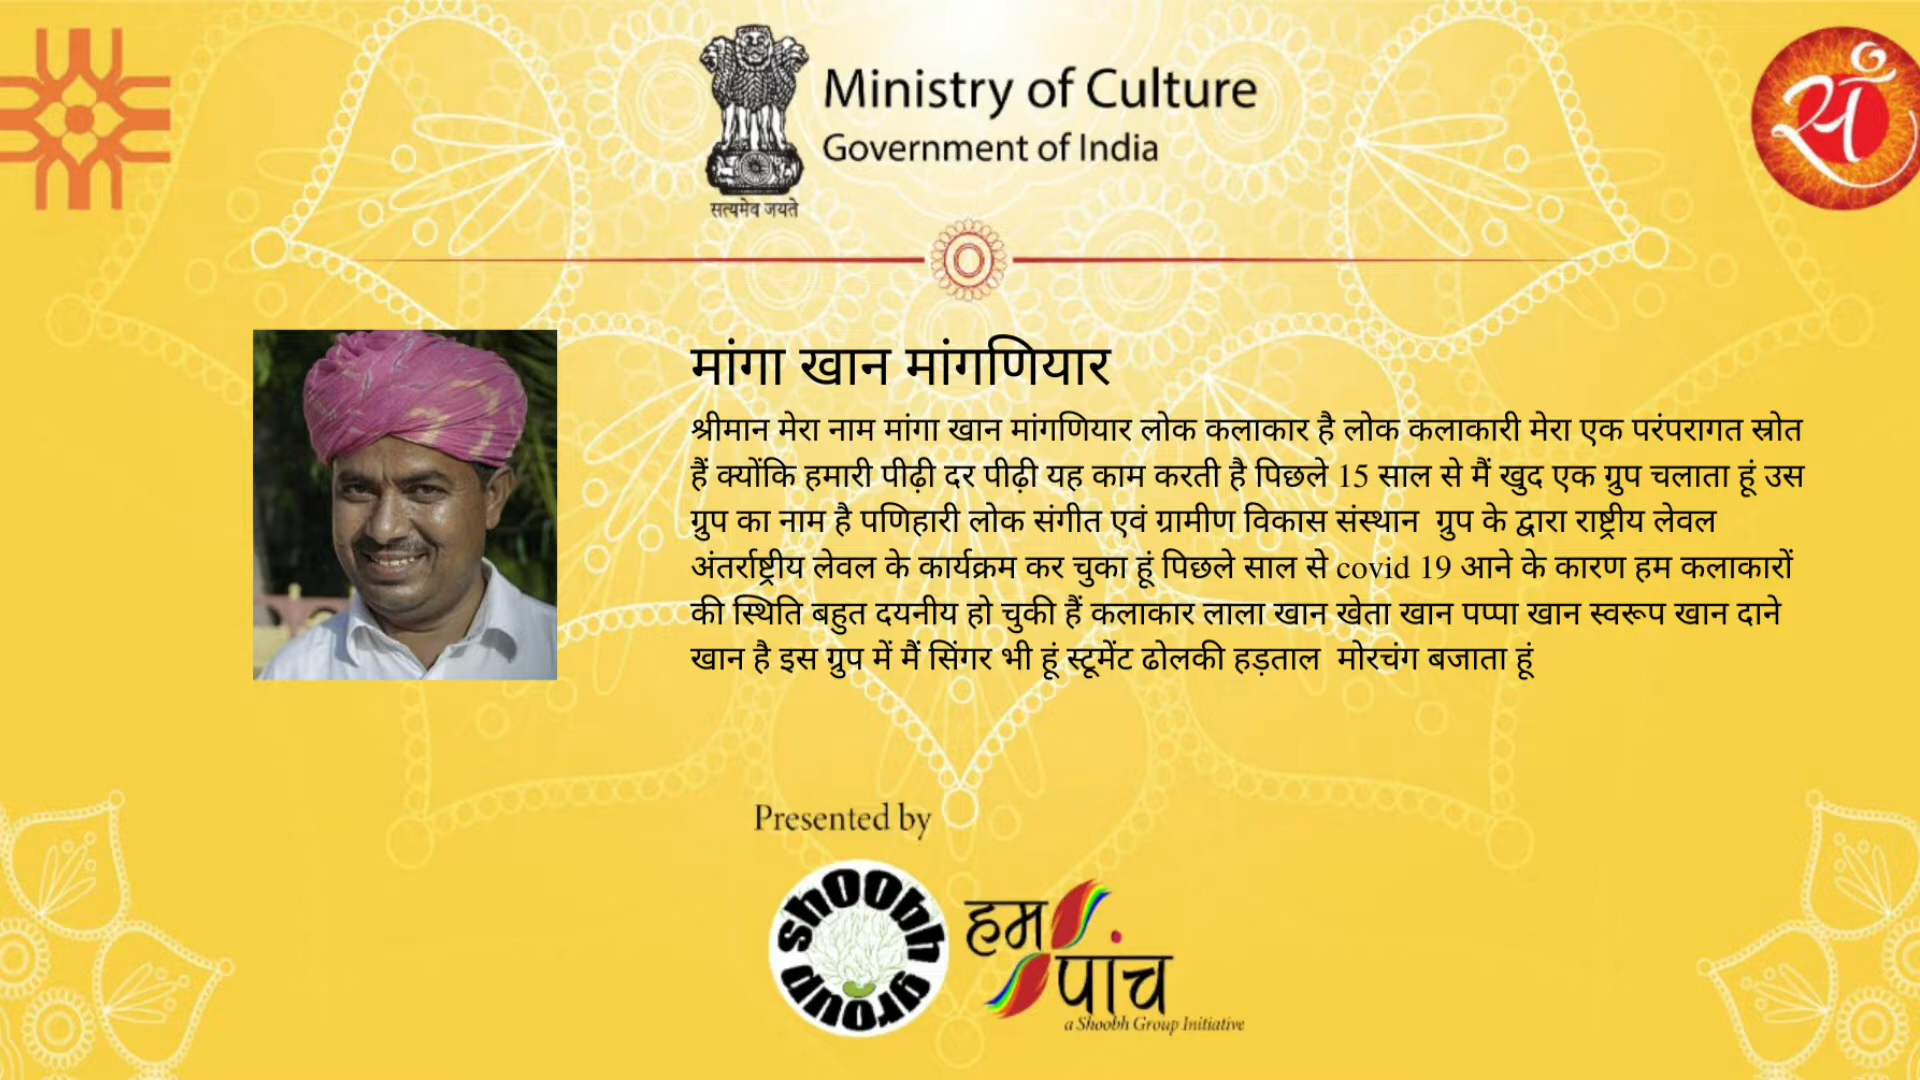 Ministry of Culture
Government of India
सत्यमेव जयते
सं
मांगा खान मांगणियार
श्रीमान मेरा नाम मांगा खान मांगणियार लोक कलाकार है लोक कलाकारी मेरा एक परंपरागत स्रोत
हैं क्योंकि हमारी पीढ़ी दर पीढ़ी यह काम करती है पिछले 15 साल से मैं खुद एक ग्रुप चलाता हूं उस
ग्रुप का नाम है पणिहारी लोक संगीत एवं ग्रामीण विकास संस्थान ग्रुप के द्वारा राष्ट्रीय लेवल
अंतर्राष्ट्रीय लेवल के कार्यक्रम कर चुका हूं पिछले साल से covid 19 आने के कारण हम कलाकारों
की स्थिति बहुत दयनीय हो चुकी हैं कलाकार लाला खान खेता खान पप्पा खान स्वरूप खान दाने
खान है इस ग्रुप में मैं सिंगर भी हूं स्टूमेंट ढोलकी हड़ताल मोरचंग बजाता हूं
Presented by
shoobh group
हम
पांच
a Shoobh Group Initiative